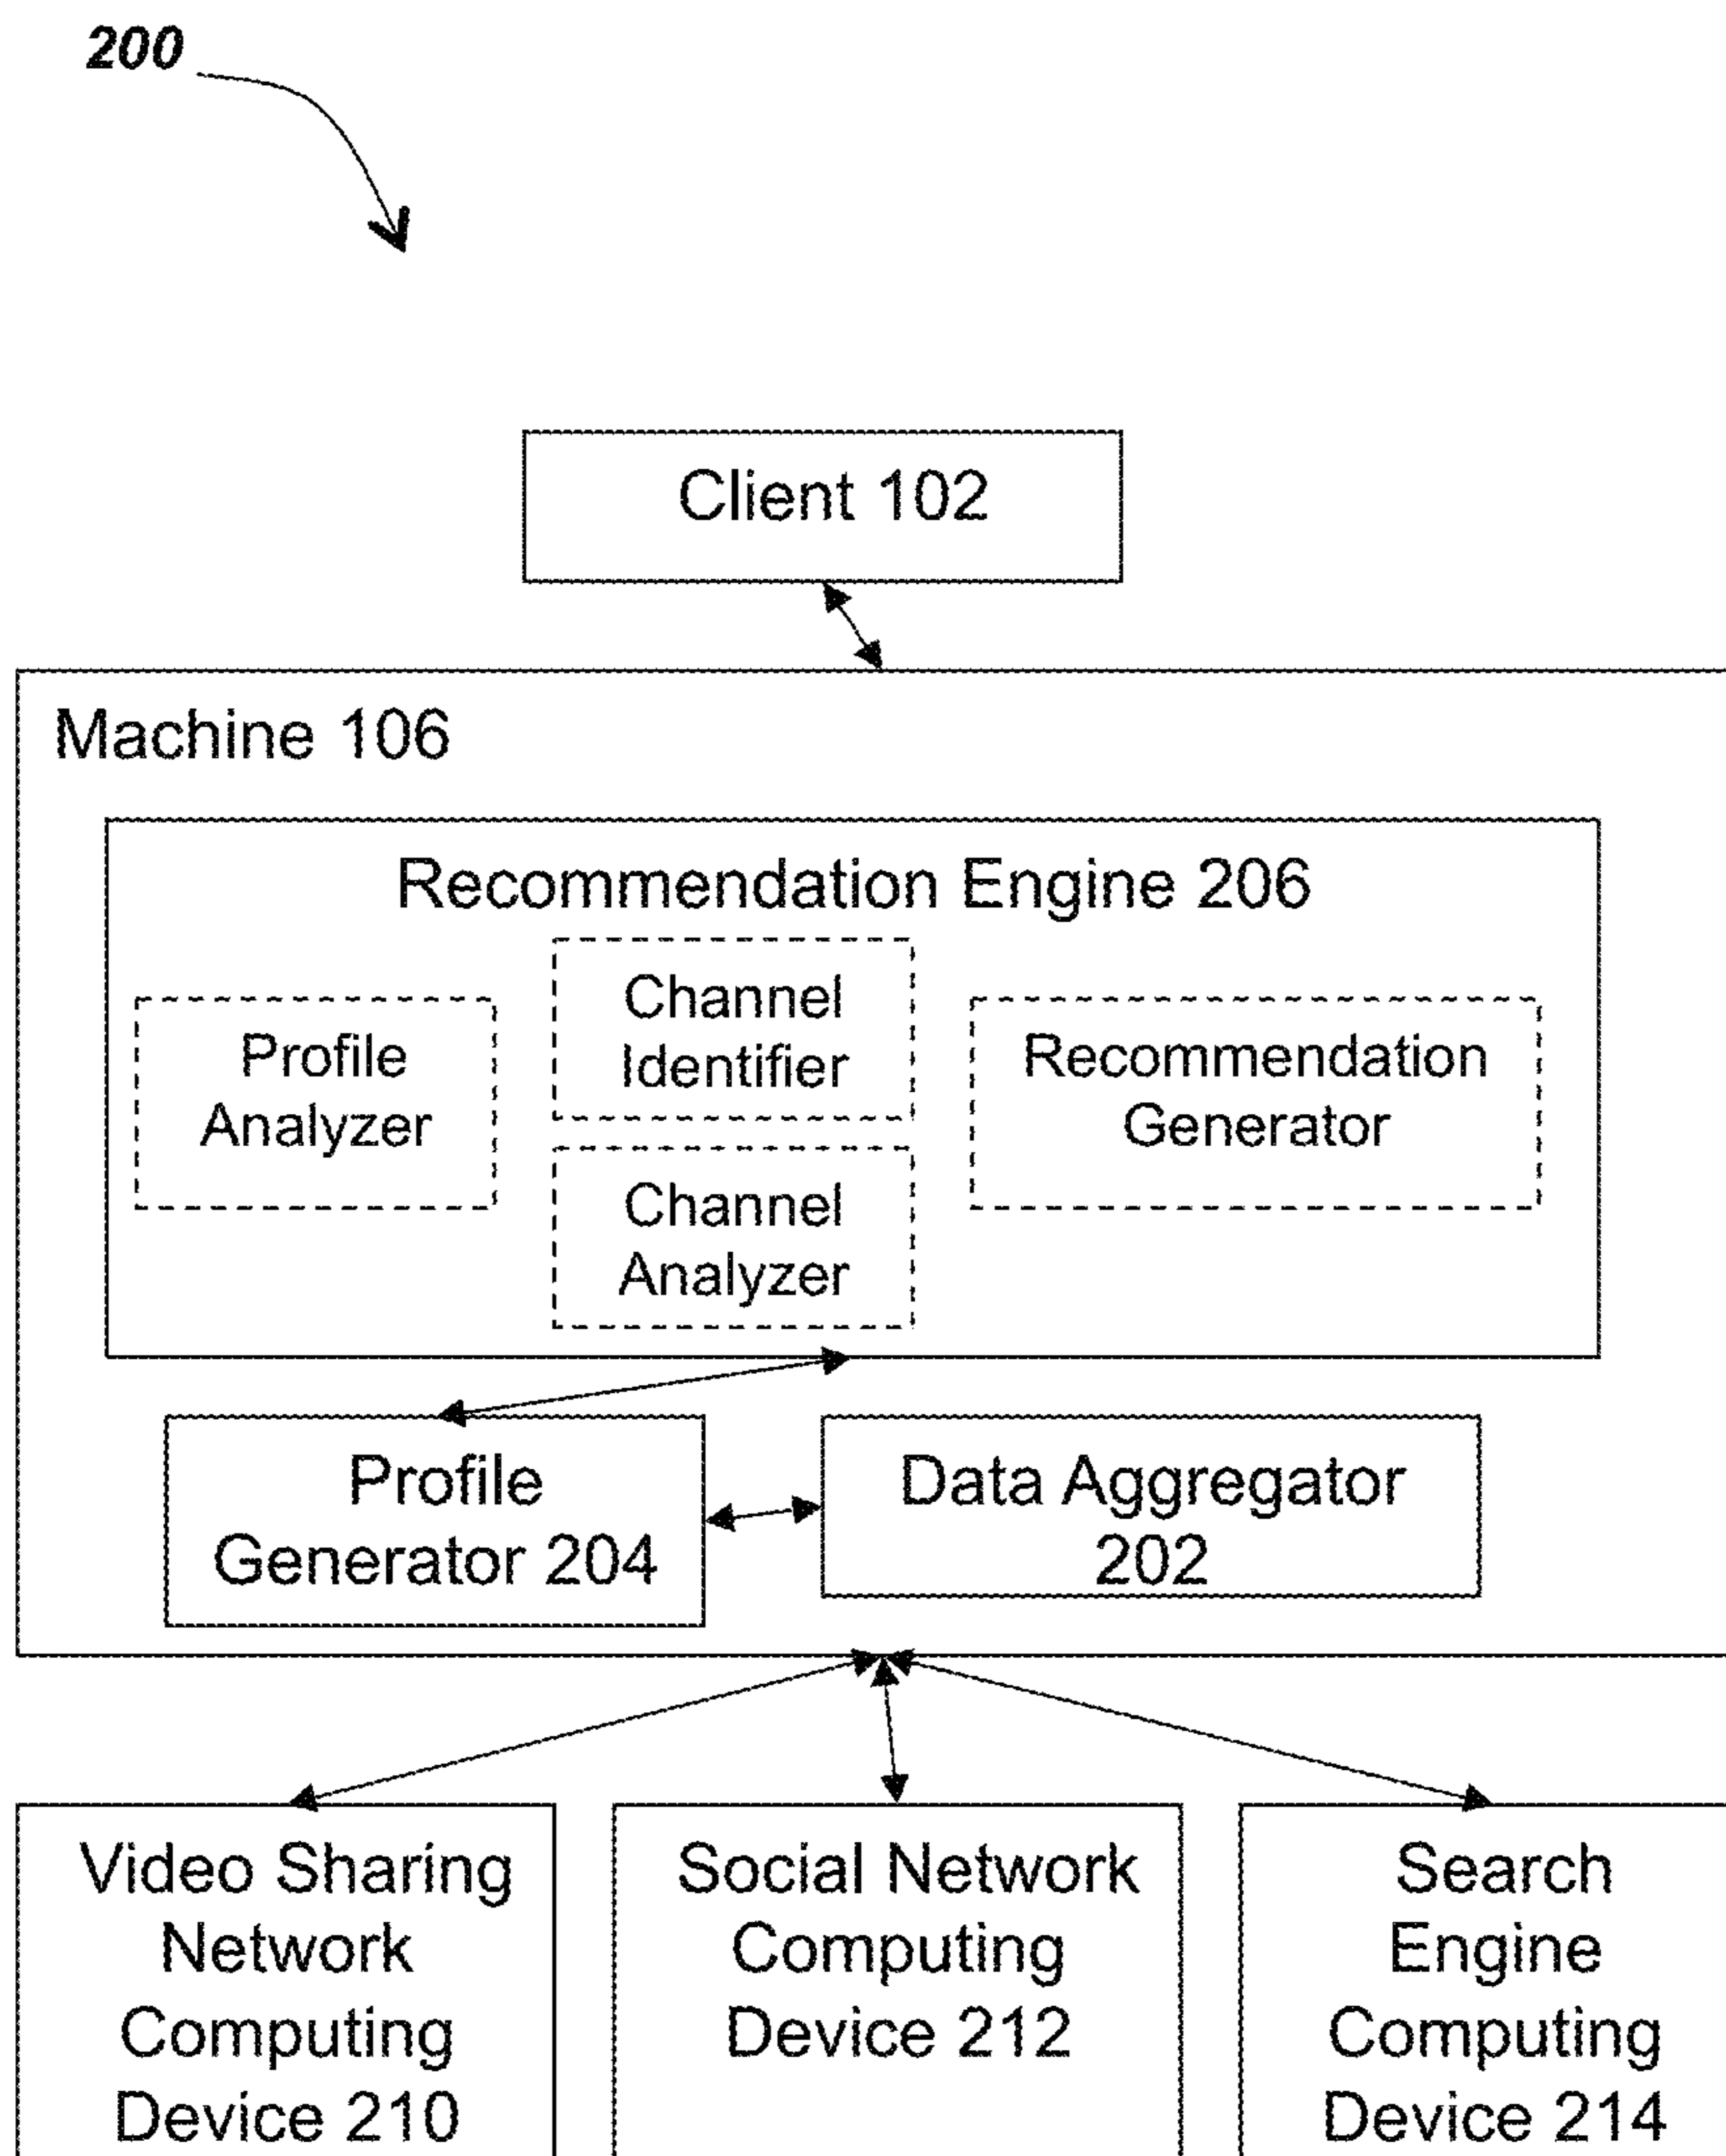 200
Client 102
Machine 106
Recommendation Engine 206
Profile
Analyzer
Channel
Identifier
Channel
Analyzer
Recommendation
Generator
Profile
Generator 204
Data Aggregator
202
Video Sharing
Network
Computing
Device 210
Social Network
Computing
Device 212
Search
Engine
Computing
Device 214